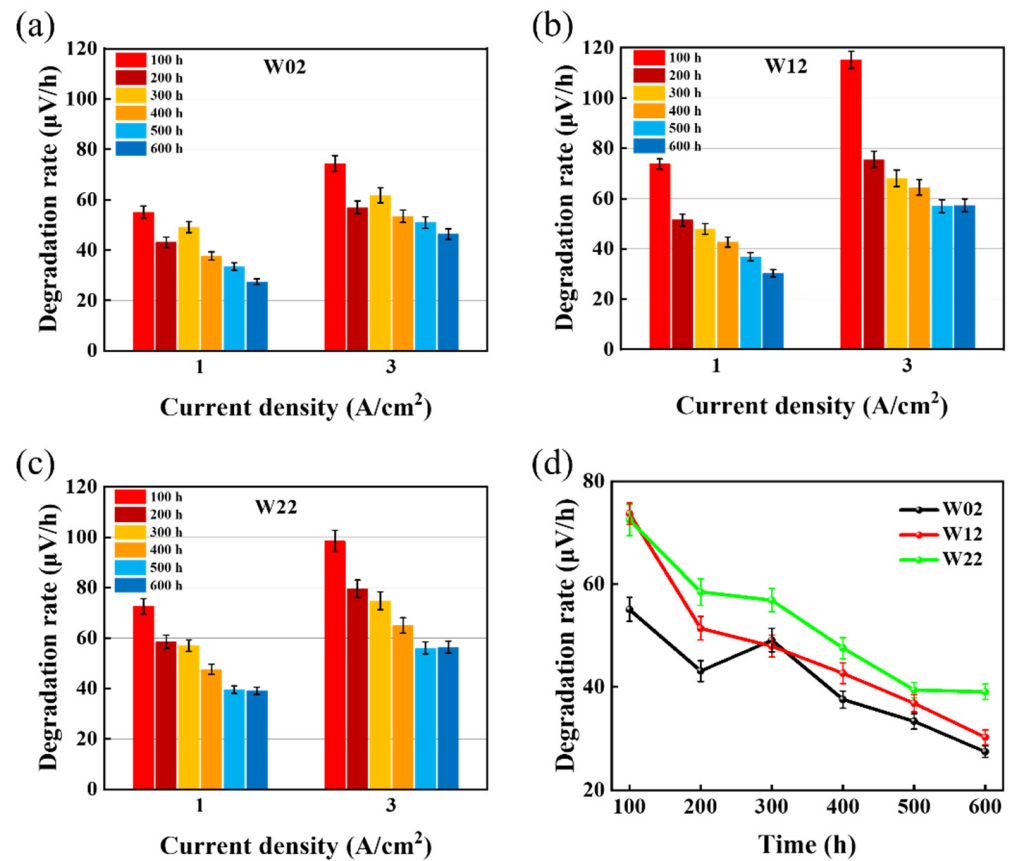 (a)
W02
100 h
200 h
300 h
400 h
500 h
600 h
Degradation rate (μV/h)
120
100
80
60
40
20
0
1
3
Current density (A/cm²)
(b)
W12
100 h
200 h
300 h
400 h
500 h
600 h
Degradation rate (μV/h)
120
100
80
60
40
20
0
1
3
Current density (A/cm²)
(c)
W22
100 h
200 h
300 h
400 h
500 h
600 h
Degradation rate (μV/h)
120
100
80
60
40
20
0
1
3
Current density (A/cm²)
(d)
W02
W12
W22
Degradation rate (μV/h)
80
60
40
20
100 200 300 400 500 600
Time (h)